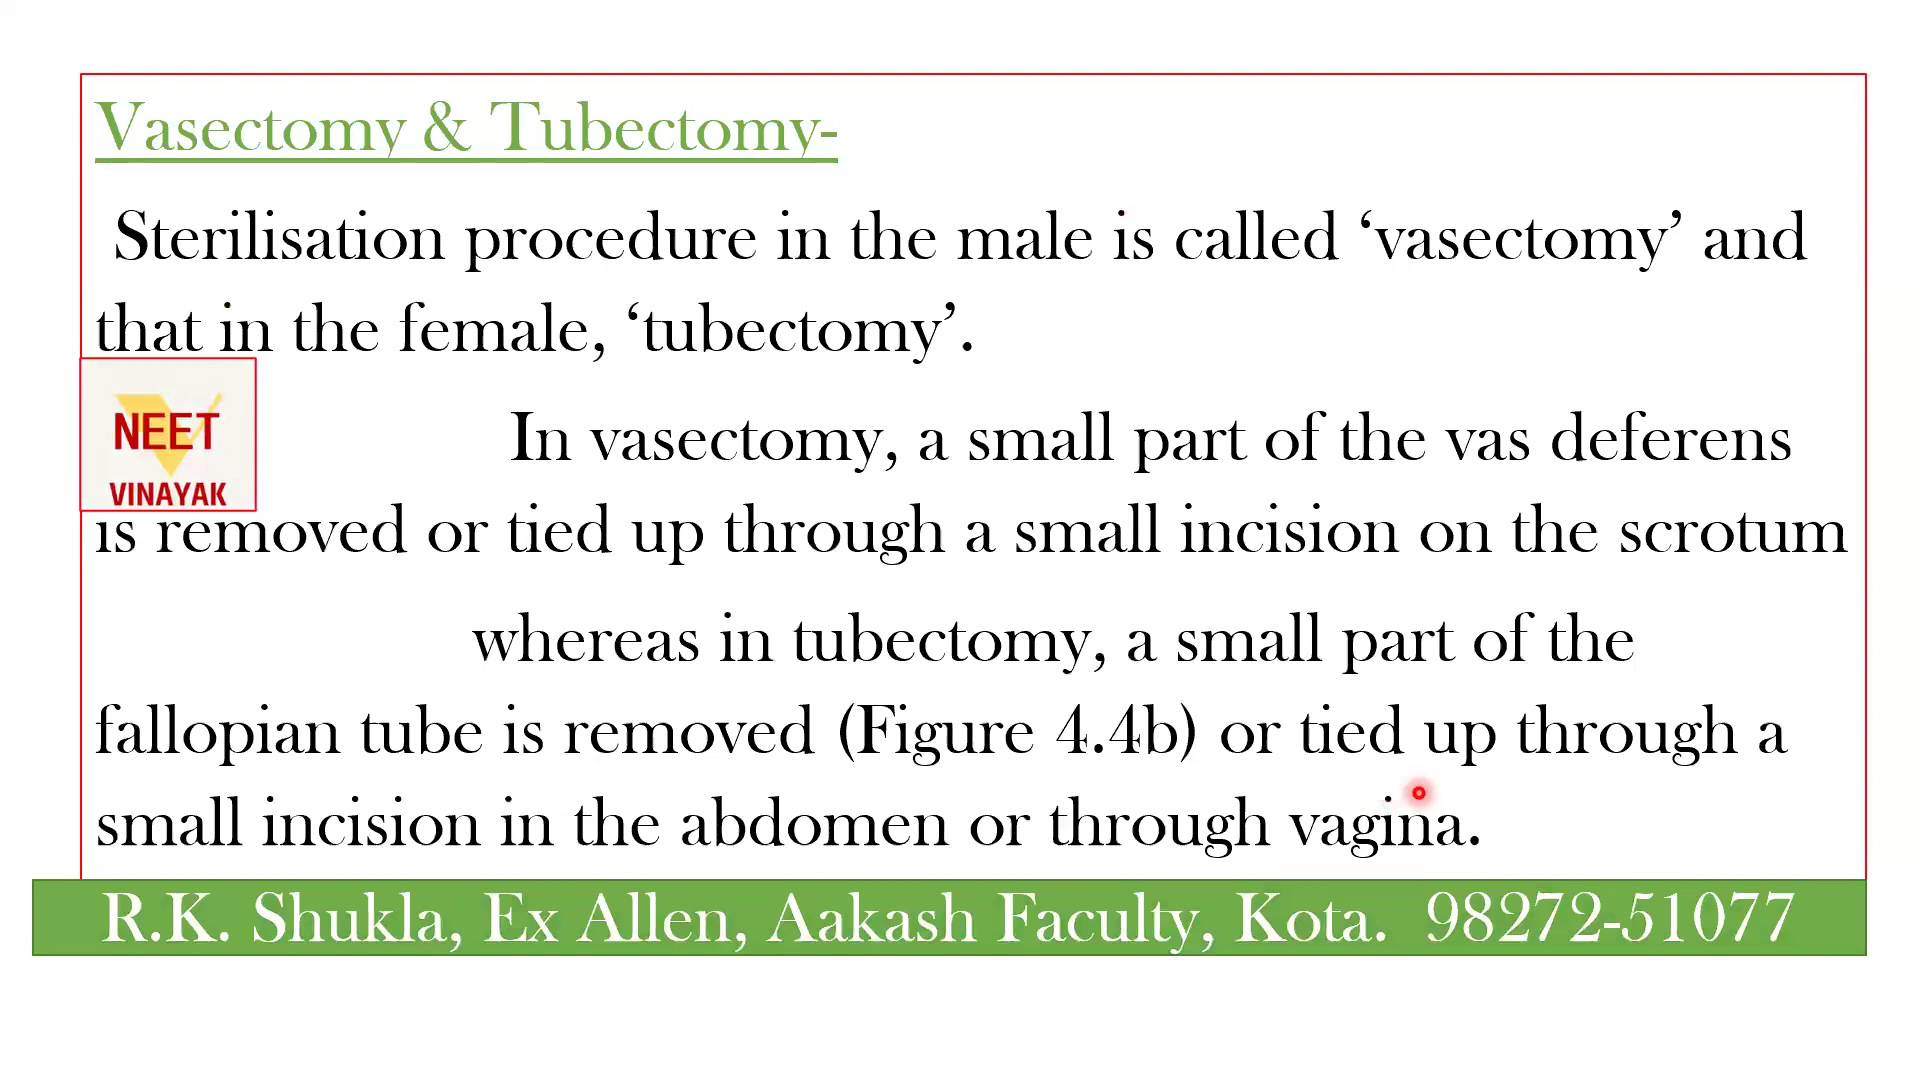 Vasectomy & Tubectomy-
Sterilisation procedure in the male is called ‘vasectomy’ and
that in the female, ‘tubectomy’.
NEET
VINAYAK
In vasectomy, a small part of the vas deferens
is removed or tied up through a small incision on the scrotum
whereas in tubectomy, a small part of the
fallopian tube is removed (Figure 4.4b) or tied up through a
small incision in the abdomen or through vagina.
R.K. Shukla, Ex Allen, Aakash Faculty, Kota. 98272-51077